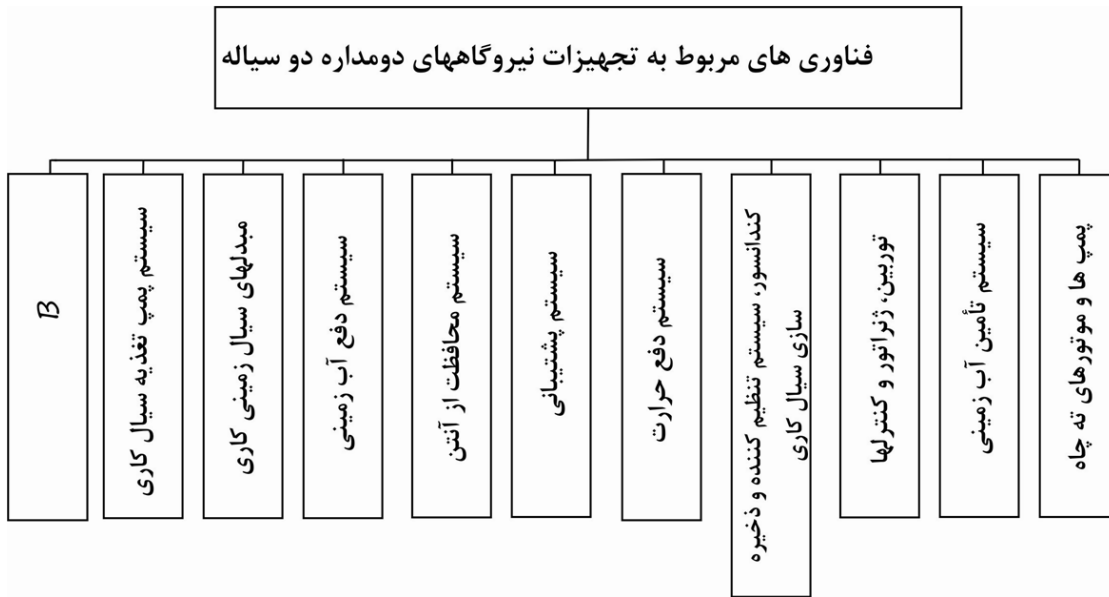 فناوری های مربوط به تجهیزات نیروگاههای دومداره دو سیاله
پمپ ها و موتورهای ته چاه
سیستم تأمین آب زمینی
توربین، ژنراتور و کنترلها
کندانسور، سیستم تنظیم کننده و ذخیره
سازی سیال کاری
سیستم دفع حرارت
سیستم پشتیبانی
سیستم محافظت از آتتن
سیستم دفع آب زمینی
مبدلهای سیال زمینی کاری
سیستم پمپ تغذیه سیال کاری
B